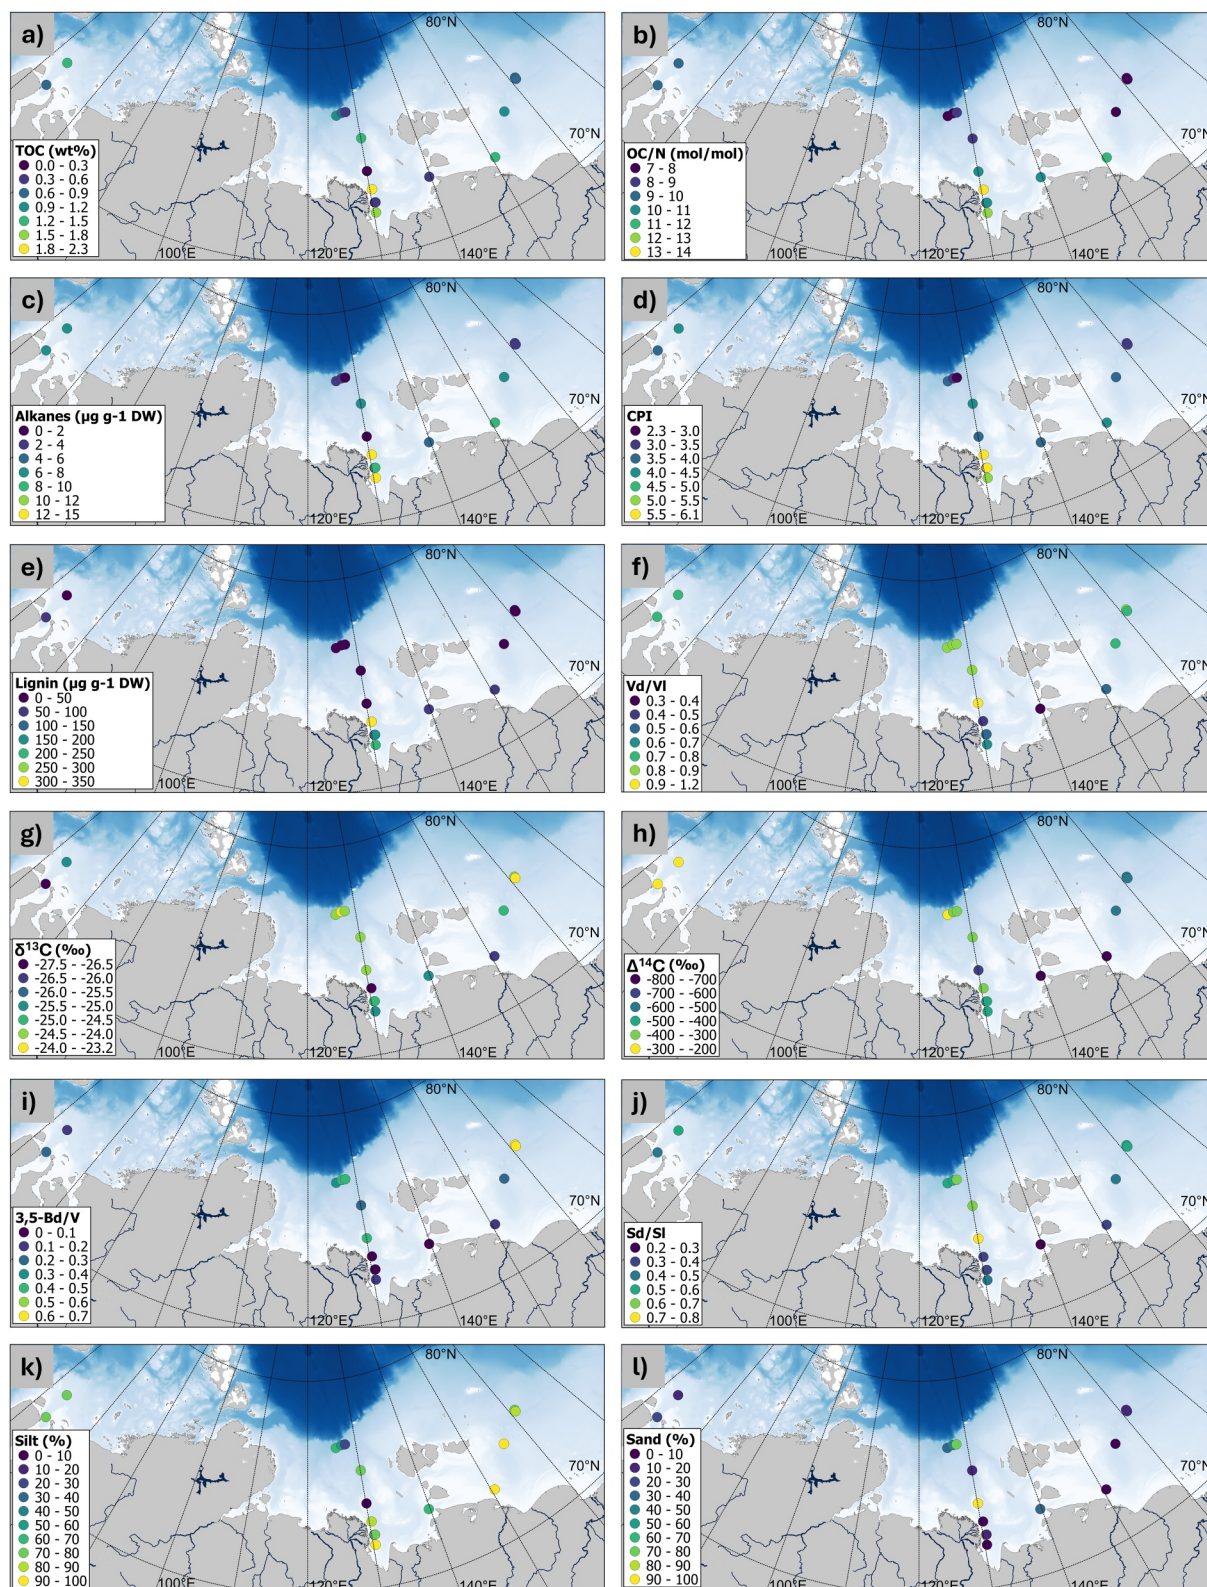 a)
80°N
70°N
TOC (wt%)
0.0 - 0.3
0.3 - 0.6
0.6 - 0.9
0.9 - 1.2
1.2 - 1.5
1.5 - 1.8
1.8 - 2.3
100°E
120°E
140°E
b)
80°N
70°N
OC/N (mol/mol)
7 - 8
8 - 9
9 - 10
10 - 11
11 - 12
12 - 13
13 - 14
100°E
120°E
140°E
c)
80°N
70°N
Alkanes (µg g-1 DW)
0 - 2
2 - 4
4 - 6
6 - 8
8 - 10
10 - 12
12 - 15
100°E
120°E
140°E
d)
80°N
70°N
CPI
2.3 - 3.0
3.0 - 3.5
3.5 - 4.0
4.0 - 4.5
4.5 - 5.0
5.0 - 5.5
5.5 - 6.1
100°E
120°E
140°E
e)
80°N
70°N
Lignin (µg g-1 DW)
0 - 50
50 - 100
100 - 150
150 - 200
200 - 250
250 - 300
300 - 350
100°E
120°E
140°E
f)
80°N
70°N
Vd/Vl
0.3 - 0.4
0.4 - 0.5
0.5 - 0.6
0.6 - 0.7
0.7 - 0.8
0.8 - 0.9
0.9 - 1.2
100°E
120°E
140°E
g)
80°N
70°N
δ¹³C (‰)
-27.5 - -26.5
-26.5 - -26.0
-26.0 - -25.5
-25.5 - -25.0
-25.0 - -24.5
-24.5 - -24.0
-24.0 - -23.2
100°E
120°E
140°E
h)
80°N
70°N
Δ¹⁴C (‰)
-800 - -700
-700 - -600
-600 - -500
-500 - -400
-400 - -300
-300 - -200
100°E
120°E
140°E
i)
80°N
70°N
3,5-Bd/V
0 - 0.1
0.1 - 0.2
0.2 - 0.3
0.3 - 0.4
0.4 - 0.5
0.5 - 0.6
0.6 - 0.7
100°E
120°E
140°E
j)
80°N
70°N
Sd/Sl
0.2 - 0.3
0.3 - 0.4
0.4 - 0.5
0.5 - 0.6
0.6 - 0.7
0.7 - 0.8
100°E
120°E
140°E
k)
80°N
70°N
Silt (%)
0 - 10
10 - 20
20 - 30
30 - 40
40 - 50
50 - 60
60 - 70
70 - 80
80 - 90
90 - 100
100°E
120°E
140°E
l)
80°N
70°N
Sand (%)
0 - 10
10 - 20
20 - 30
30 - 40
40 - 50
50 - 60
60 - 70
70 - 80
80 - 90
90 - 100
100°E
120°E
140°E